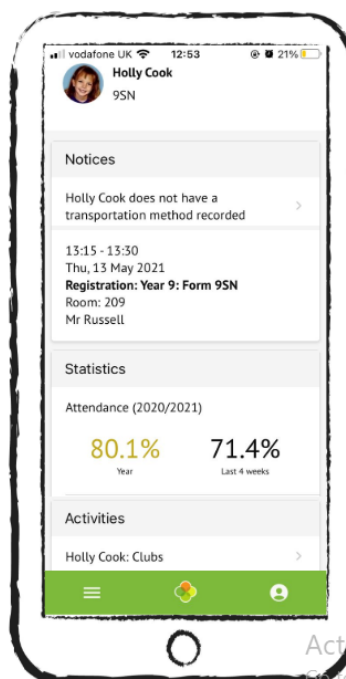 vodafone UK 12:53 21%
Holly Cook
9SN
Notices
Holly Cook does not have a
transportation method recorded
13:15 - 13:30
Thu, 13 May 2021
Registration: Year 9: Form 9SN
Room: 209
Mr Russell
Statistics
Attendance (2020/2021)
80.1% 71.4%
Year Last 4 weeks
Activities
Holly Cook: Clubs
Act